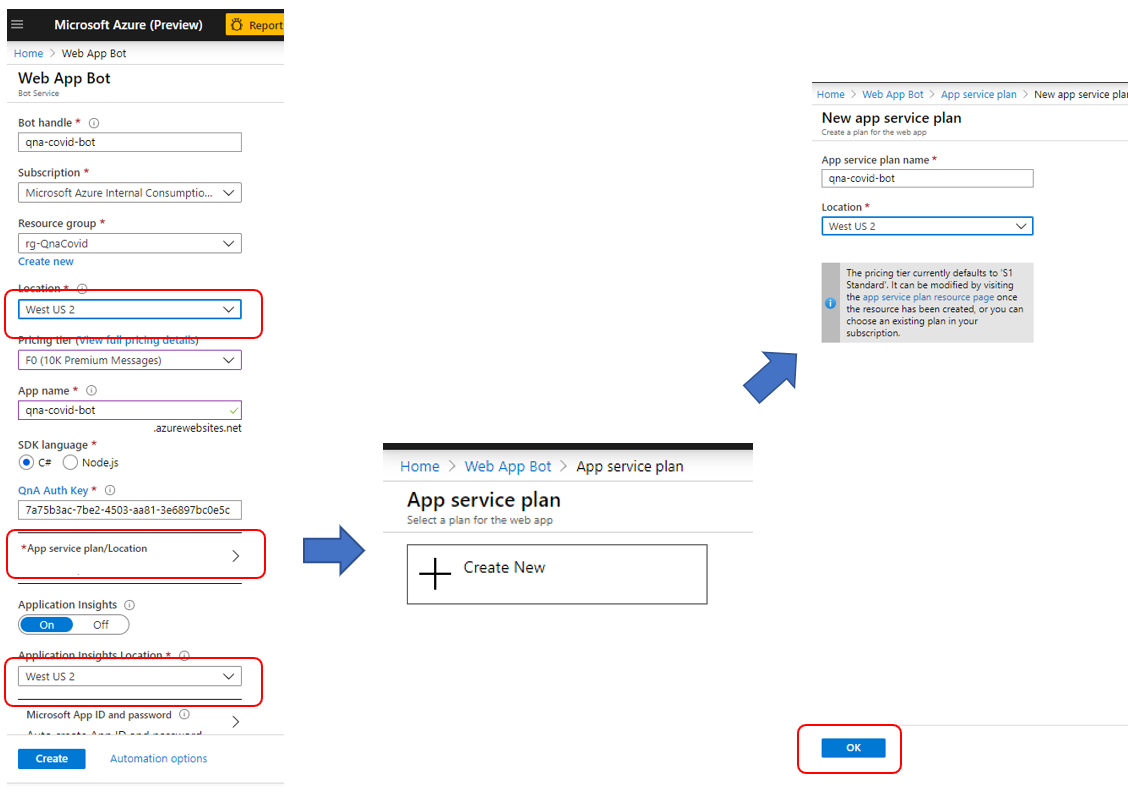 Microsoft Azure (Preview) Report
Home > Web App Bot
Web App Bot
Bot Service
Bot handle *
qna-covid-bot
Subscription *
Microsoft Azure Internal Consumptio...
Resource group *
rg-QnaCovid
Create new
Location *
West US 2
Pricing tier (View full pricing details)
F0 (10K Premium Messages)
App name *
qna-covid-bot
.azurewebsites.net
SDK language *
C# Node.js
QnA Auth Key *
7a75b3ac-7be2-4503-aa81-3e6897bc0e5c
*App service plan/Location
Application Insights
On Off
Application Insights Location *
West US 2
Microsoft App ID and password
Auto create App ID and password
Create Automation options
Home > Web App Bot > App service plan
App service plan
Select a plan for the web app
Create New
Home > Web App Bot > App service plan > New app service plan
New app service plan
Create a plan for the web app
App service plan name *
qna-covid-bot
Location *
West US 2
The pricing tier currently defaults to 'S1
Standard'. It can be modified by visiting
the app service plan resource page once
the resource has been created, or you can
choose an existing plan in your
subscription.
OK